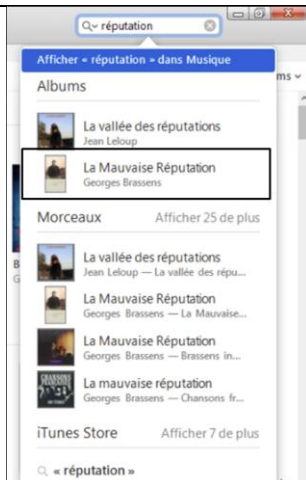 réputation
Afficher « réputation » dans Musique
ms
Albums
La vallée des réputations
Jean Leloup
La Mauvaise Réputation
Georges Brassens
Morceaux Afficher 25 de plus
La vallée des réputations
Jean Leloup — La vallée des répu...
La Mauvaise Réputation
Georges Brassens — La Mauvaise...
La Mauvaise Réputation
Georges Brassens — Brassens in...
La mauvaise réputation
Georges Brassens — Chansons fr...
iTunes Store Afficher 7 de plus
« réputation »